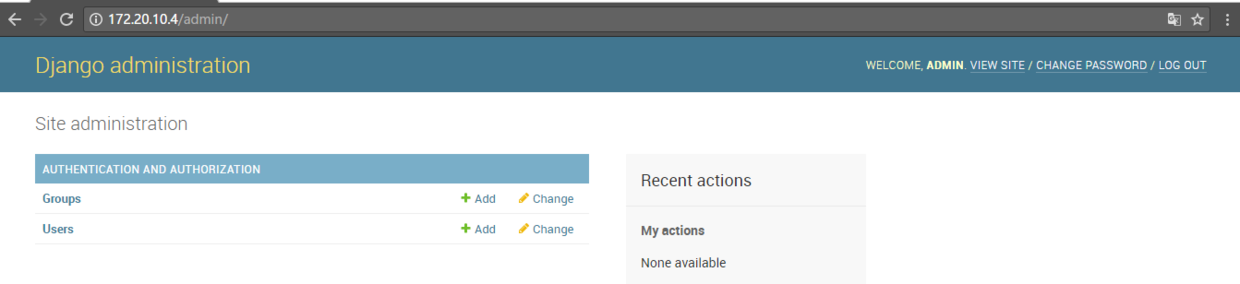 172.20.10.4/admin/
Django administration
WELCOME, ADMIN. VIEW SITE / CHANGE PASSWORD / LOG OUT
Site administration
AUTHENTICATION AND AUTHORIZATION
Groups Add Change
Users Add Change
Recent actions
My actions
None available